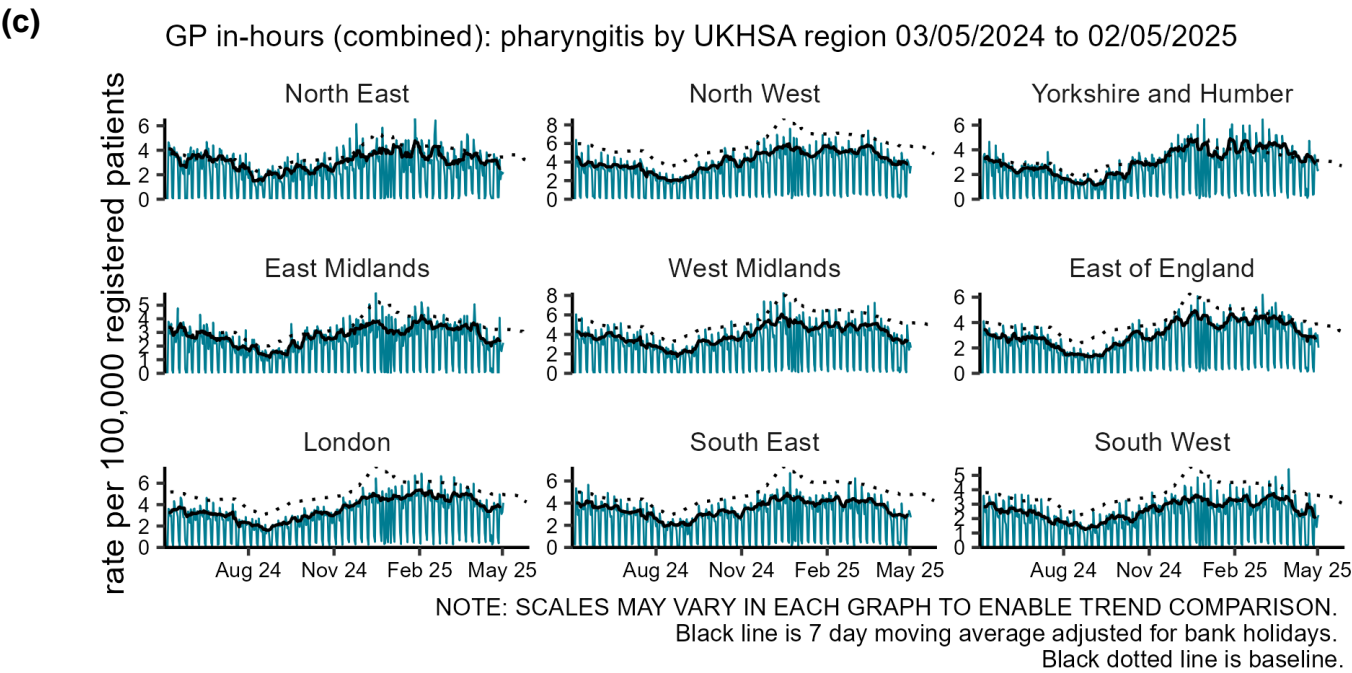 (c)
GP in-hours (combined): pharyngitis by UKHSA region 03/05/2024 to 02/05/2025
rate per 100,000 registered patients
North East
6
4
2
0
North West
8
6
4
2
0
Yorkshire and Humber
6
4
2
0
East Midlands
5
4
3
2
1
0
West Midlands
8
6
4
2
0
East of England
6
4
2
0
London
6
4
2
0
South East
6
4
2
0
South West
5
4
3
2
1
0
Aug 24 Nov 24 Feb 25 May 25
Aug 24 Nov 24 Feb 25 May 25
Aug 24 Nov 24 Feb 25 May 25
NOTE: SCALES MAY VARY IN EACH GRAPH TO ENABLE TREND COMPARISON.
Black line is 7 day moving average adjusted for bank holidays.
Black dotted line is baseline.